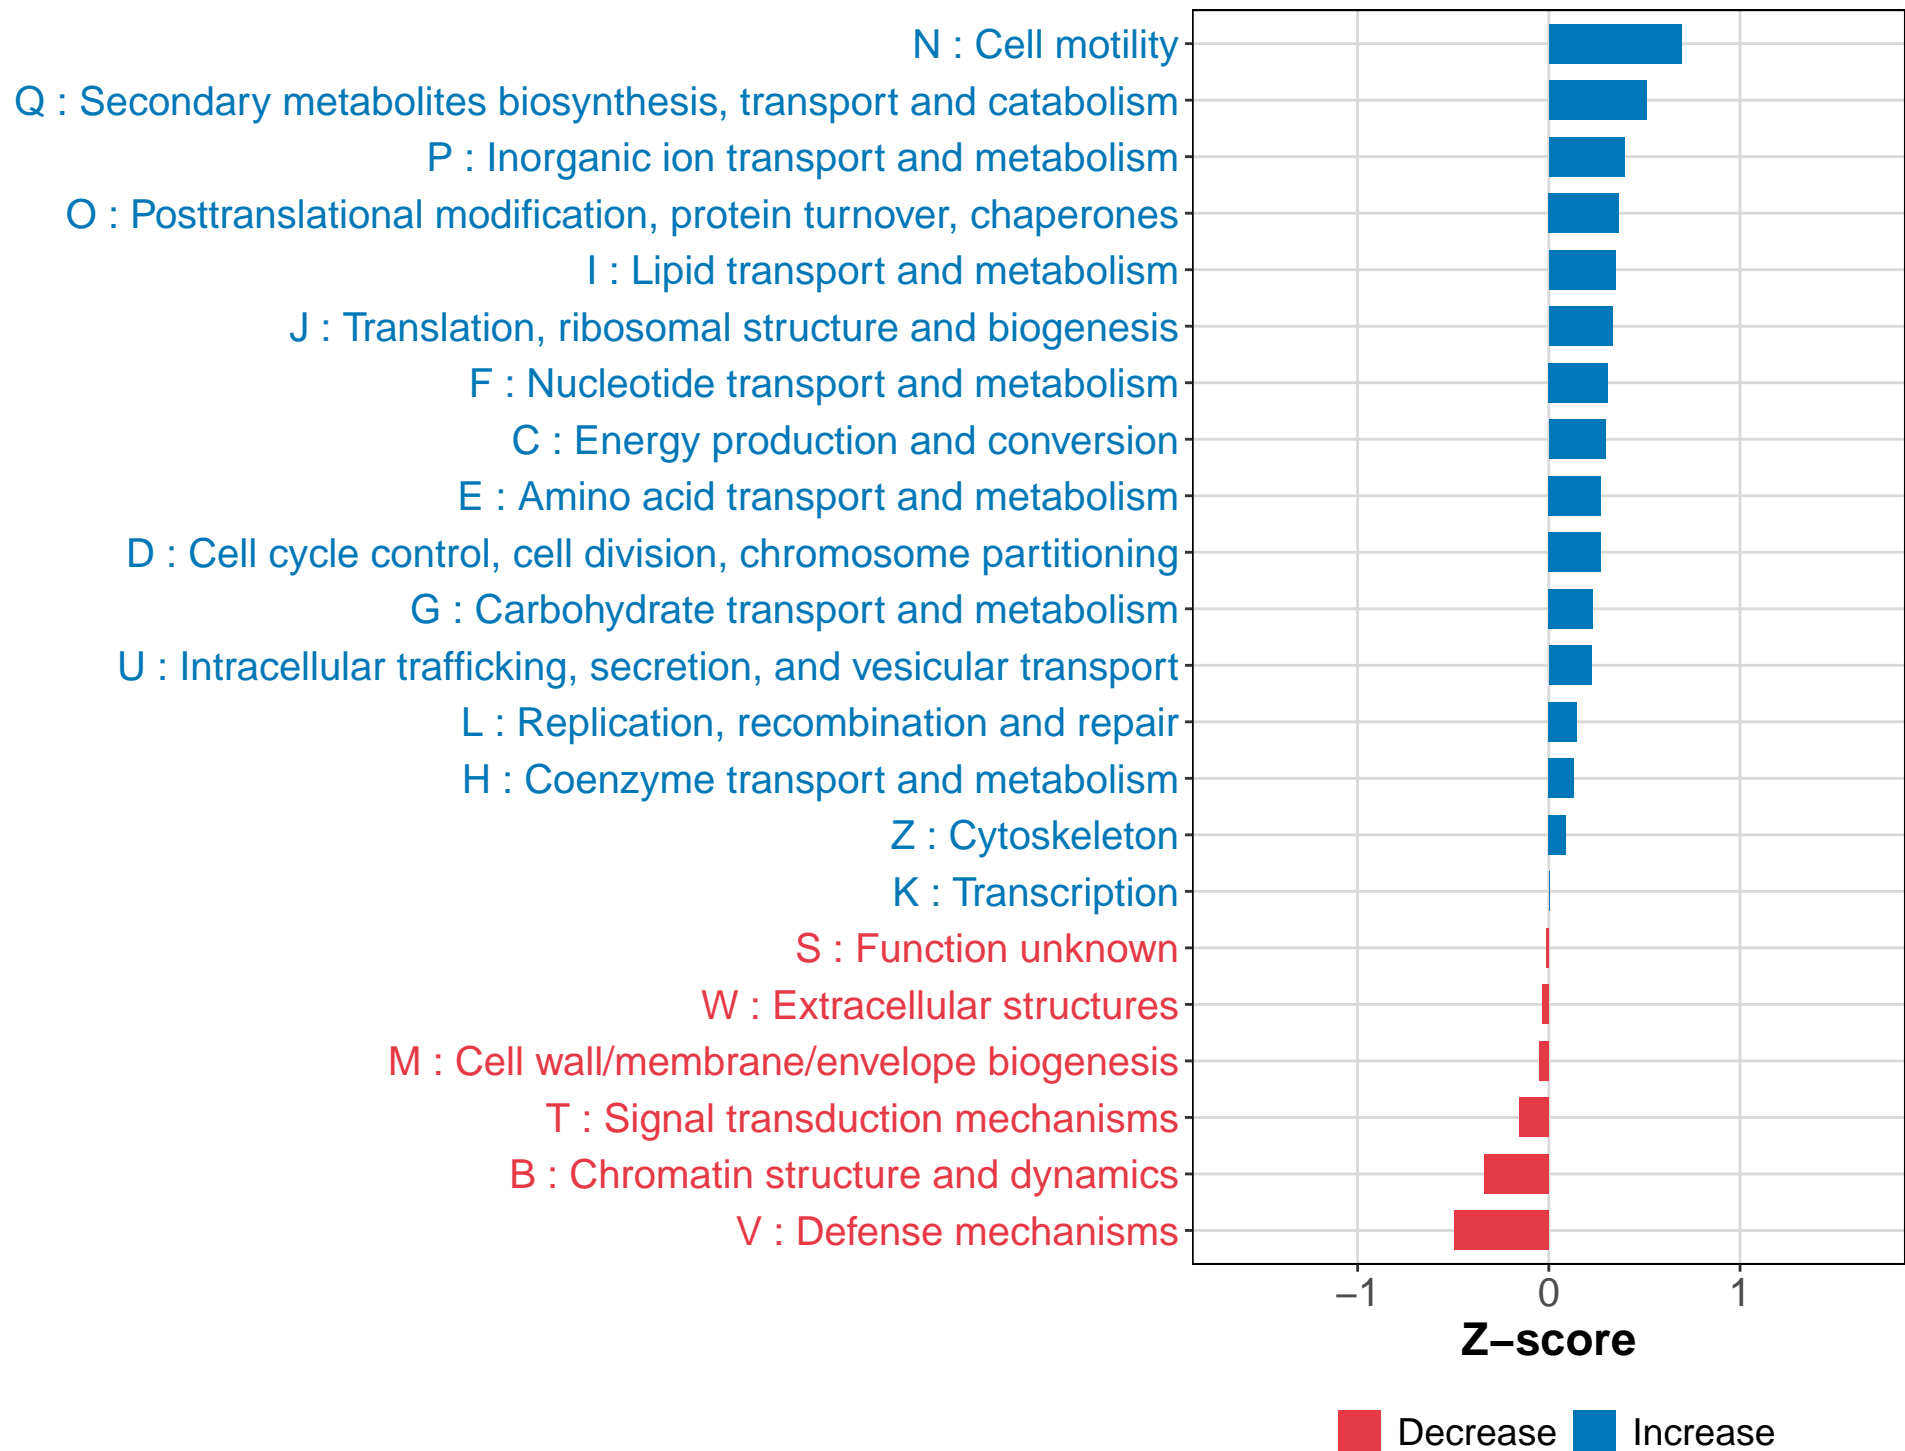 N : Cell motility
Q : Secondary metabolites biosynthesis, transport and catabolism
P : Inorganic ion transport and metabolism
O : Posttranslational modification, protein turnover, chaperones
I : Lipid transport and metabolism
J : Translation, ribosomal structure and biogenesis
F : Nucleotide transport and metabolism
C : Energy production and conversion
E : Amino acid transport and metabolism
D : Cell cycle control, cell division, chromosome partitioning
G : Carbohydrate transport and metabolism
U : Intracellular trafficking, secretion, and vesicular transport
L : Replication, recombination and repair
H : Coenzyme transport and metabolism
Z : Cytoskeleton
K : Transcription
S : Function unknown
W : Extracellular structures
M : Cell wall/membrane/envelope biogenesis
T : Signal transduction mechanisms
B : Chromatin structure and dynamics
V : Defense mechanisms
−1 0 1
Z−score
Decrease Increase